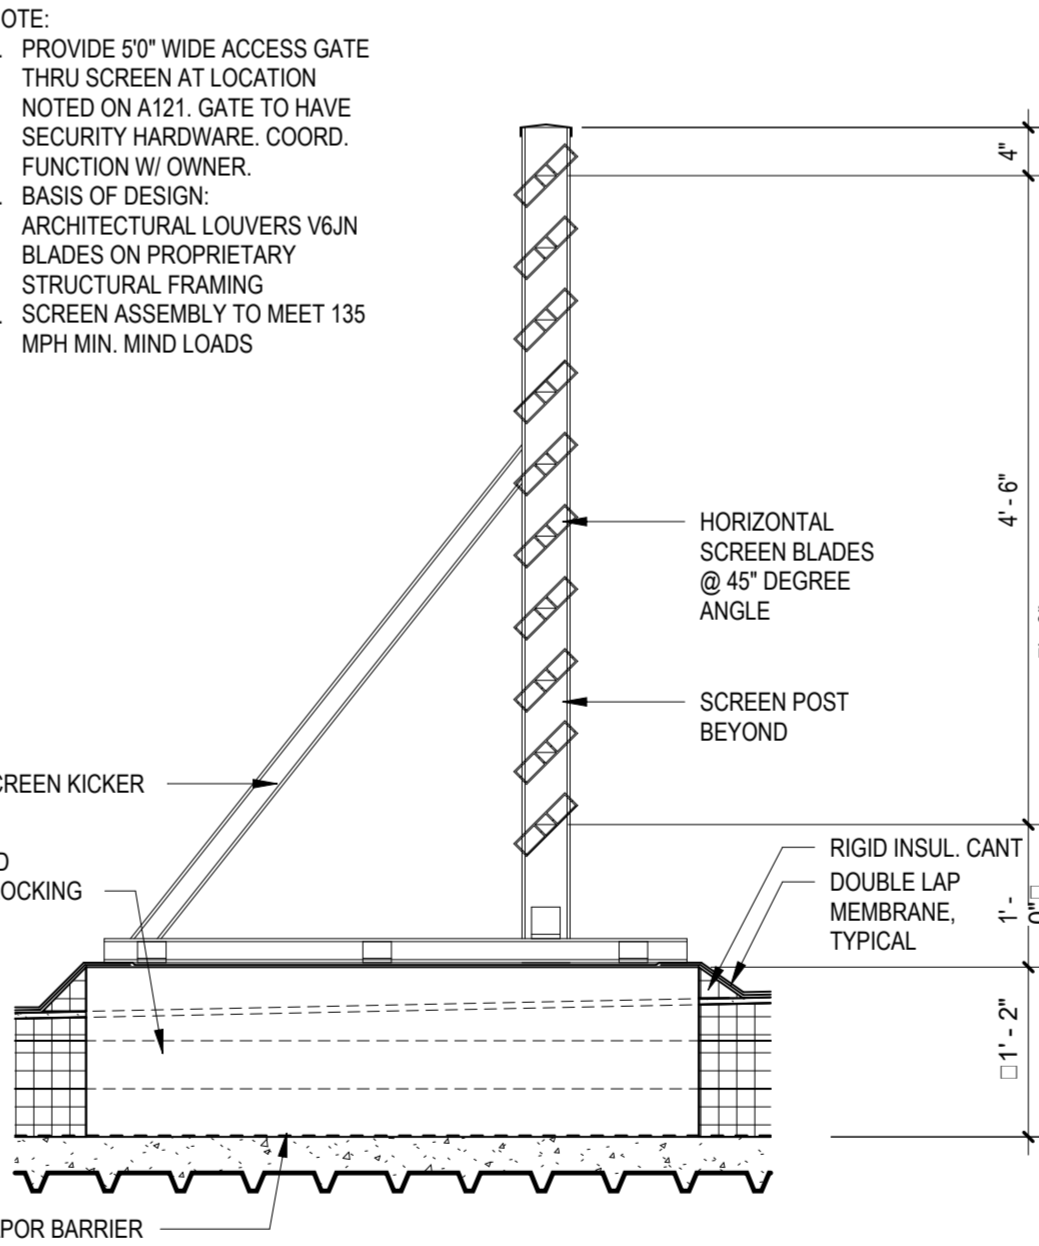 OTE:
. PROVIDE 5'0" WIDE ACCESS GATE
THRU SCREEN AT LOCATION
NOTED ON A121. GATE TO HAVE
SECURITY HARDWARE. COORD.
FUNCTION W/ OWNER.
. BASIS OF DESIGN:
ARCHITECTURAL LOUVERS V6JN
BLADES ON PROPRIETARY
STRUCTURAL FRAMING
. SCREEN ASSEMBLY TO MEET 135
MPH MIN. MIND LOADS
4"
4' - 6"
HORIZONTAL
SCREEN BLADES
@ 45" DEGREE
ANGLE
SCREEN POST
BEYOND
CREEN KICKER
D
OCKING
RIGID INSUL. CANT
DOUBLE LAP
MEMBRANE,
TYPICAL
1' -
0"□
□1' - 2"
POR BARRIER